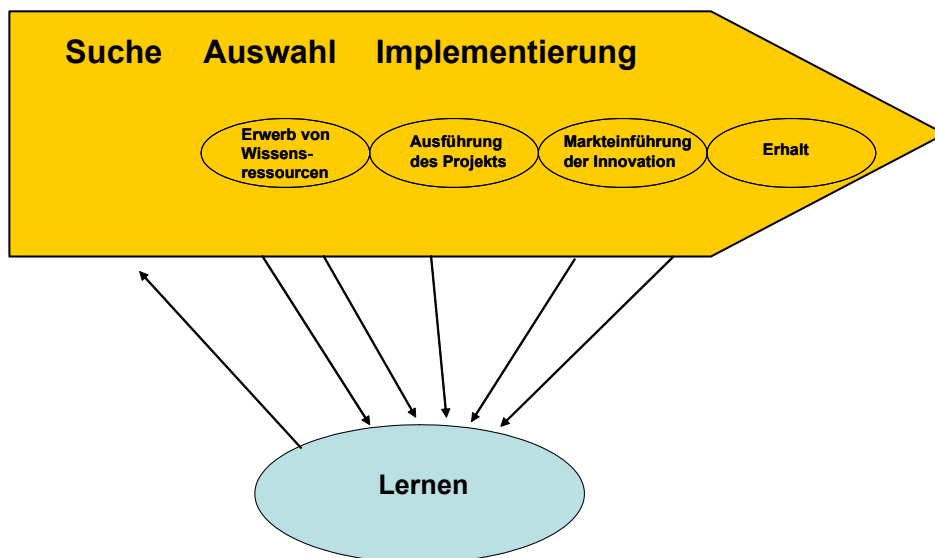 Suche Auswahl Implementierung
Erwerb von
Wissens-
ressourcen
Ausführung
des Projekts
Markteinführung
der Innovation
Erhalt
Lernen